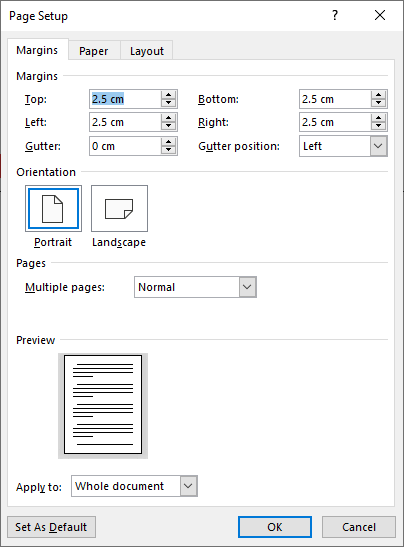 Page Setup
Margins Paper Layout
Margins
Top: 2.5 cm Bottom: 2.5 cm
Left: 2.5 cm Right: 2.5 cm
Gutter: 0 cm Gutter position: Left
Orientation
Portrait Landscape
Pages
Multiple pages: Normal
Preview
Apply to: Whole document
Set As Default OK Cancel